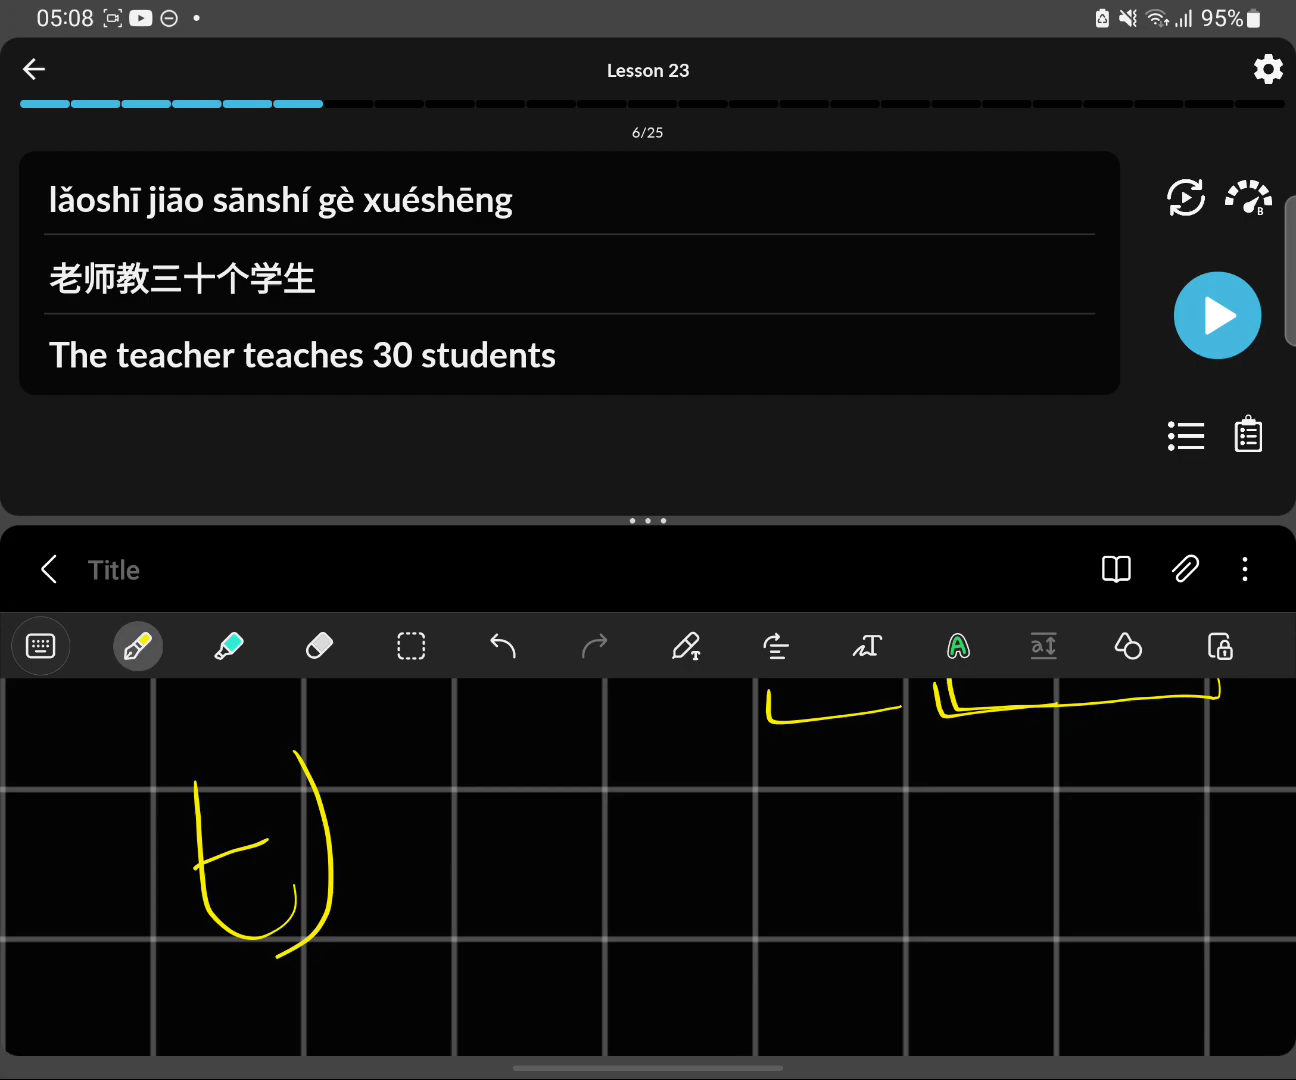 05:08 95%
Lesson 23
6/25
lǎoshī jiāo sānshí gè xuéshēng
老师教三十个学生
The teacher teaches 30 students
Title